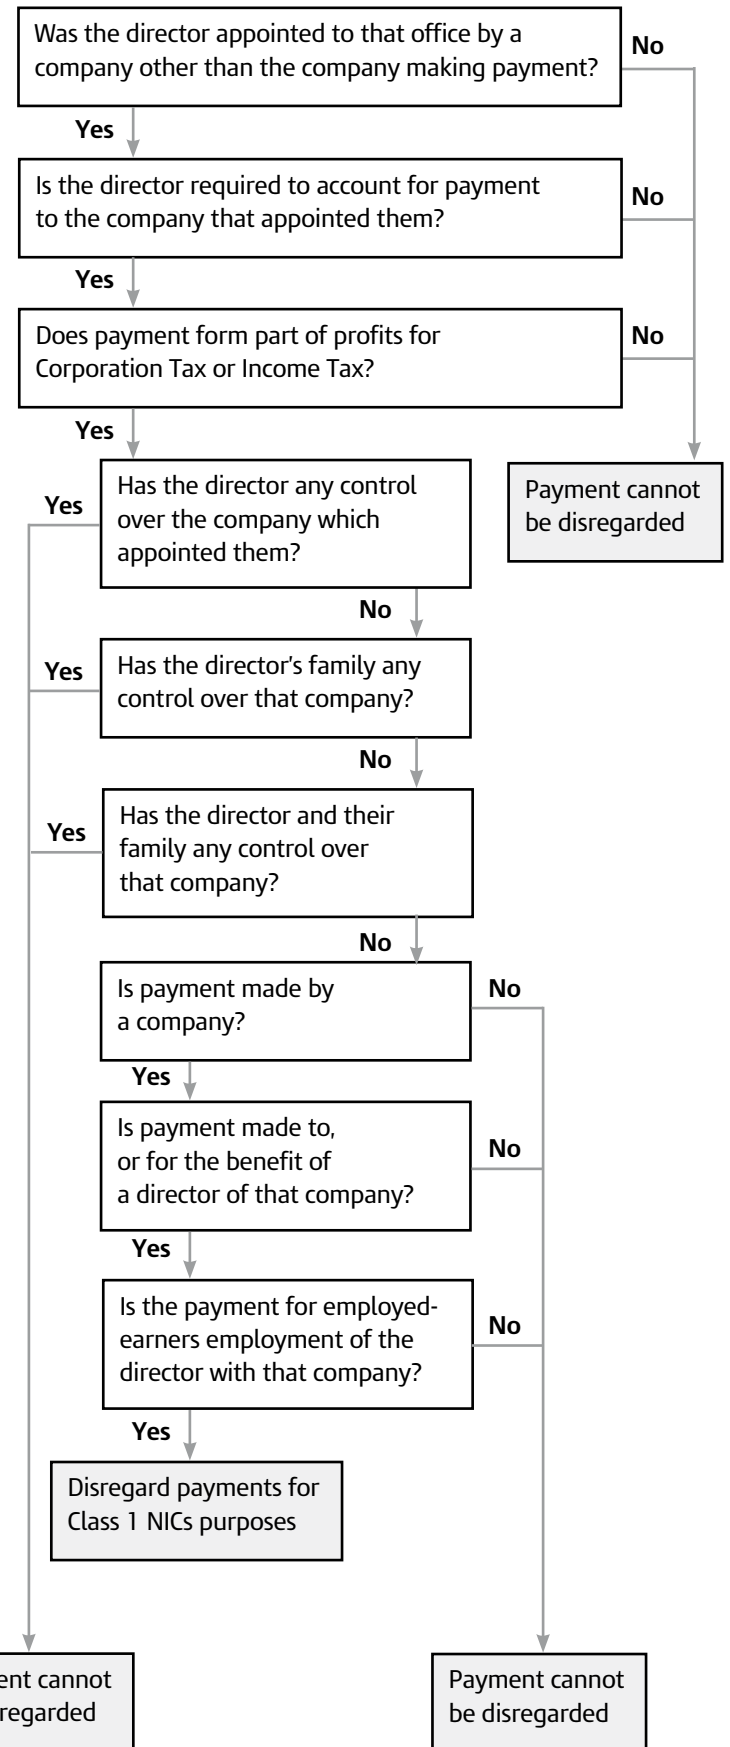 Was the director appointed to that office by a
company other than the company making payment?
No
Yes
Is the director required to account for payment
to the company that appointed them?
No
Yes
Does payment form part of profits for
Corporation Tax or Income Tax?
No
Yes
Has the director any control
over the company which
appointed them?
Yes
Payment cannot
be disregarded
No
Has the director's family any
control over that company?
Yes
No
Has the director and their
family any control over
that company?
Yes
No
Is payment made by
a company?
No
Yes
Is payment made to,
or for the benefit of
a director of that company?
No
Yes
Is the payment for employed-
earners employment of the
director with that company?
No
Yes
Disregard payments for
Class 1 NICs purposes
cannot
Payment cannot
be disregarded